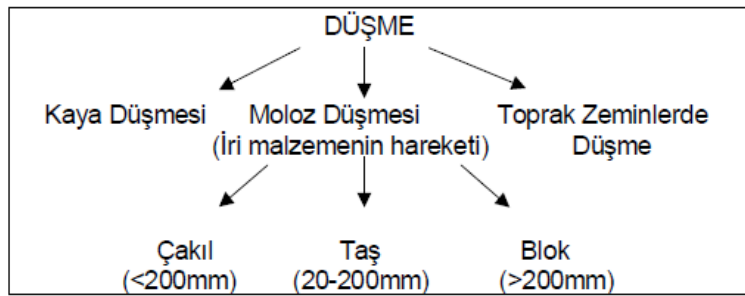 DÜŞME
Kaya Düşmesi
Moloz Düşmesi
(İri malzemenin hareketi)
Toprak Zeminlerde
Düşme
Çakıl
(<200mm)
Taş
(20-200mm)
Blok
(>200mm)